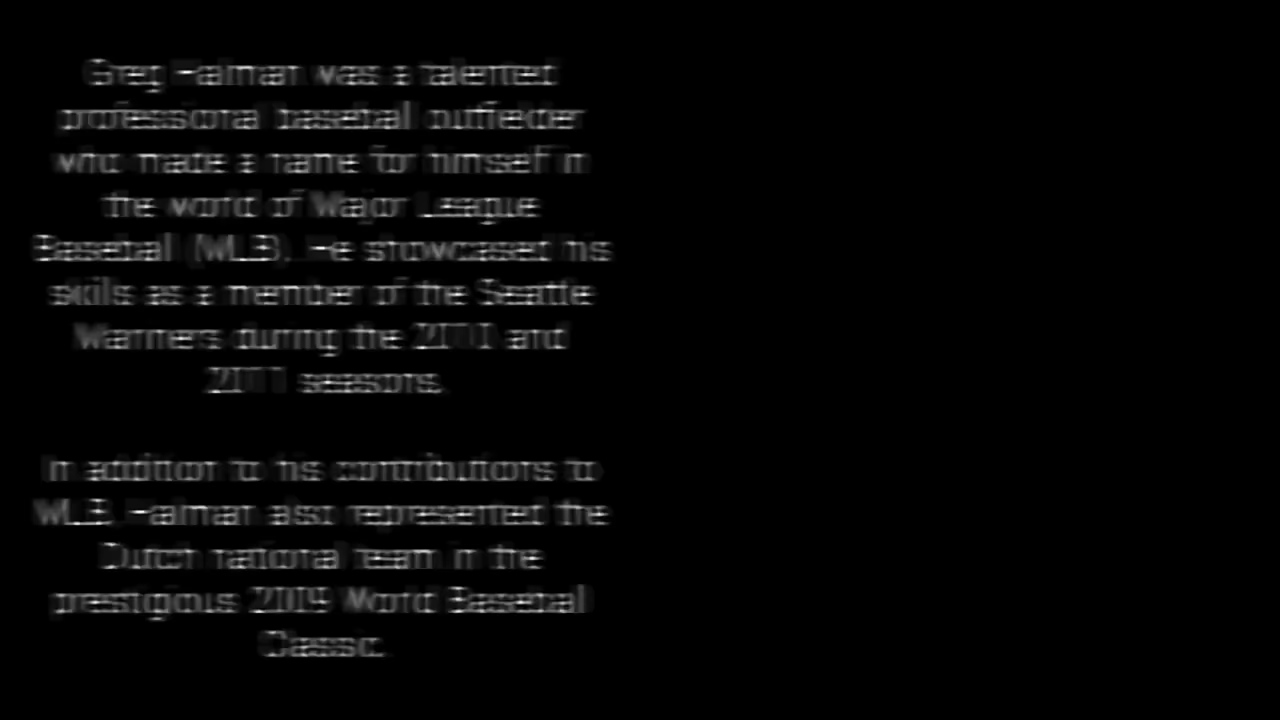 Greg Halman was a talented
professional baseball outfielder
who made a name for himself in
the world of Major League
Baseball (MLB). He showcased his
skills as a member of the Seattle
Mariners during the 2010 and
2011 seasons.
In addition to his contributions to
MLB, Halman also represented the
Dutch national team in the
prestigious 2009 World Baseball
Classic.